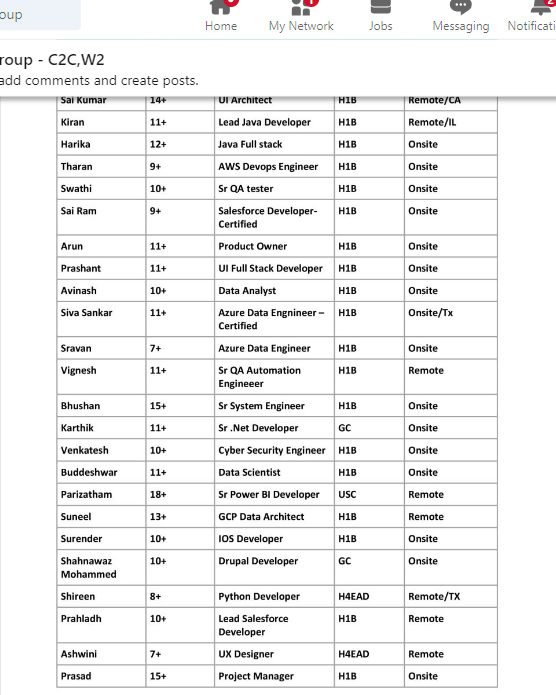 oup
Home
My Network
Jobs
Messaging
Notificati
roup - C2C,W2
add comments and create posts.
Sai Kumar 14+ UI Architect H1B Remote/CA
Kiran 11+ Lead Java Developer H1B Remote/IL
Harika 12+ Java Full stack H1B Onsite
Tharan 9+ AWS Devops Engineer H1B Onsite
Swathi 10+ Sr QA tester H1B Onsite
Sai Ram 9+ Salesforce Developer- H1B Onsite
Certified
Arun 11+ Product Owner H1B Onsite
Prashant 11+ UI Full Stack Developer H1B Onsite
Avinash 10+ Data Analyst H1B Onsite
Siva Sankar 11+ Azure Data Engnineer – H1B Onsite/Tx
Certified
Sravan 7+ Azure Data Engineer H1B Onsite
Vignesh 11+ Sr QA Automation H1B Remote
Engineeer
Bhushan 15+ Sr System Engineer H1B Onsite
Karthik 11+ Sr .Net Developer GC Onsite
Venkatesh 10+ Cyber Security Engineer H1B Onsite
Buddeshwar 11+ Data Scientist H1B Onsite
Parizatham 18+ Sr Power BI Developer USC Remote
Suneel 13+ GCP Data Architect H1B Remote
Surender 10+ IOS Developer H1B Onsite
Shahnawaz 10+ Drupal Developer GC Onsite
Mohammed
Shireen 8+ Python Developer H4EAD Remote/TX
Prahladh 10+ Lead Salesforce H1B Remote
Developer
Ashwini 7+ UX Designer H4EAD Remote
Prasad 15+ Project Manager H1B Onsite